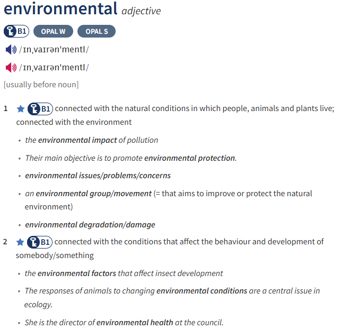 environmental adjective
B1 OPAL W OPAL S
/ɪnˌvaɪrənˈmentl/
/ɪnˌvaɪrənˈmentl/
[usually before noun]
1 B1 connected with the natural conditions in which people, animals and plants live;
connected with the environment
• the environmental impact of pollution
• Their main objective is to promote environmental protection.
• environmental issues/problems/concerns
• an environmental group/movement (= that aims to improve or protect the natural
environment)
• environmental degradation/damage
2 B1 connected with the conditions that affect the behaviour and development of
somebody/something
• the environmental factors that affect insect development
• The responses of animals to changing environmental conditions are a central issue in
ecology.
• She is the director of environmental health at the council.